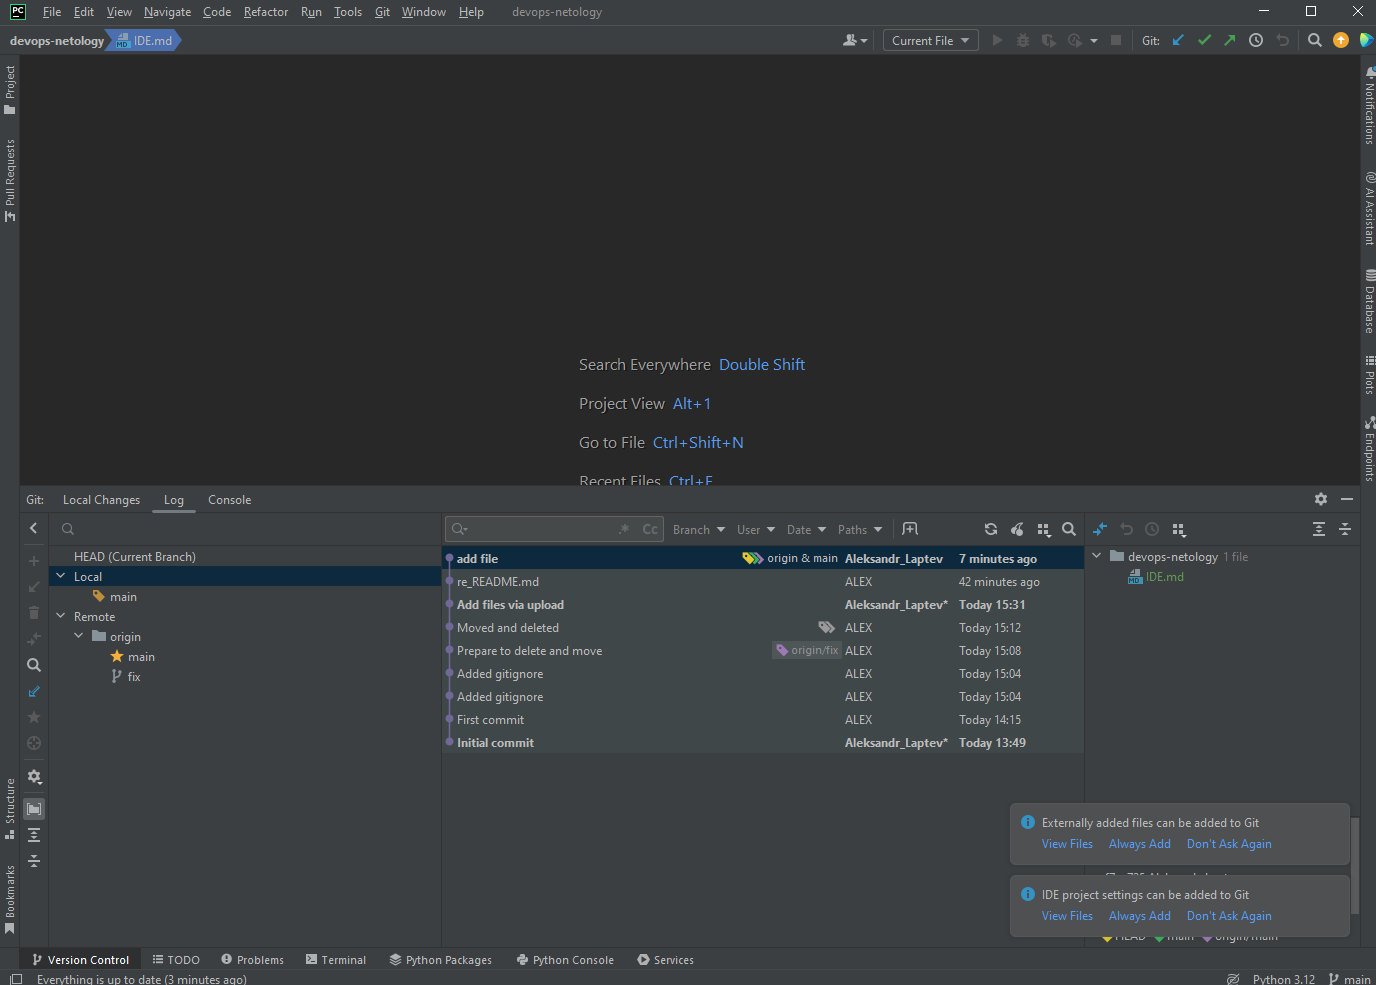 PC File Edit View Navigate Code Refactor Run Tools Git Window Help devops-netology
devops-netology MD IDE.md Current File Git:
Project
Pull Requests
Structure
Bookmarks
Notifications
AI Assistant
Database
Plots
Endpoints
Search Everywhere Double Shift
Project View Alt+1
Go to File Ctrl+Shift+N
Recent Files Ctrl+E
Git: Local Changes Log Console
Cc Branch User Date Paths
HEAD (Current Branch)
Local
main
Remote
origin
main
fix
add file origin & main Aleksandr_Laptev 7 minutes ago
re_README.md ALEX 42 minutes ago
Add files via upload Aleksandr_Laptev* Today 15:31
Moved and deleted ALEX Today 15:12
Prepare to delete and move origin/fix ALEX Today 15:08
Added gitignore ALEX Today 15:04
Added gitignore ALEX Today 15:04
First commit ALEX Today 14:15
Initial commit Aleksandr_Laptev* Today 13:49
devops-netology 1 file
MD IDE.md
Externally added files can be added to Git
View Files Always Add Don't Ask Again
IDE project settings can be added to Git
View Files Always Add Don't Ask Again
HEAD main origin/main
Version Control TODO Problems Terminal Python Packages Python Console Services
Everything is up to date (3 minutes ago) Python 3.12 main